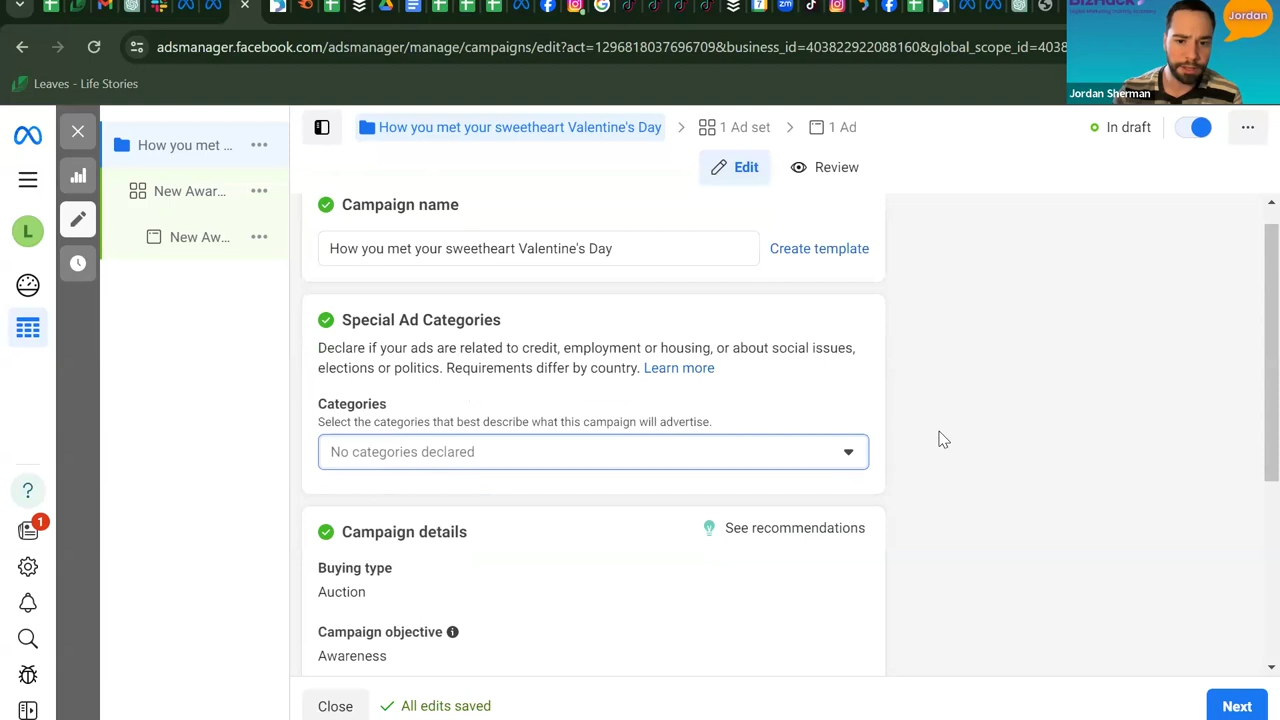 BizHack
Jordan
adsmanager.facebook.com/adsmanager/manage/campaigns/edit?act=1296818037696709&business_id=403822922088160&global_scope_id=4038
Leaves - Life Stories
Jordan Sherman
How you met your sweetheart Valentine's Day
1 Ad set
1 Ad
In draft
Edit
Review
How you met ...
New Awar...
New Aw...
L
1
Campaign name
How you met your sweetheart Valentine's Day
Create template
Special Ad Categories
Declare if your ads are related to credit, employment or housing, or about social issues,
elections or politics. Requirements differ by country. Learn more
Categories
Select the categories that best describe what this campaign will advertise.
No categories declared
Campaign details
See recommendations
Buying type
Auction
Campaign objective
Awareness
Close
All edits saved
Next